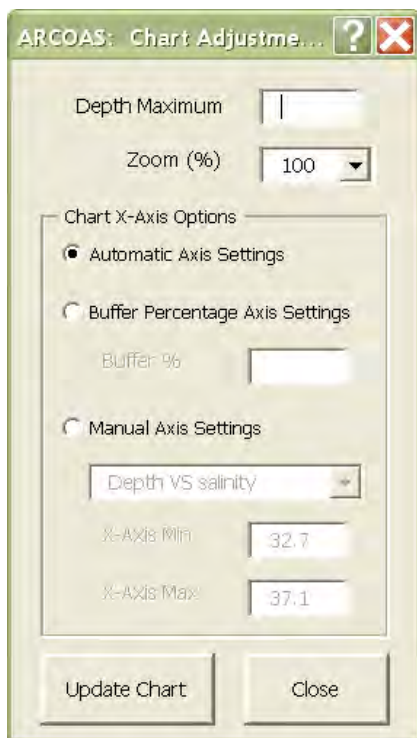 ARCOAS: Chart Adjustme...
Depth Maximum
Zoom (%) 100
Chart X-Axis Options
Automatic Axis Settings
Buffer Percentage Axis Settings
Buffer %
Manual Axis Settings
Depth VS salinity
X-Axis Min 32.7
X-Axis Max 37.1
Update Chart Close